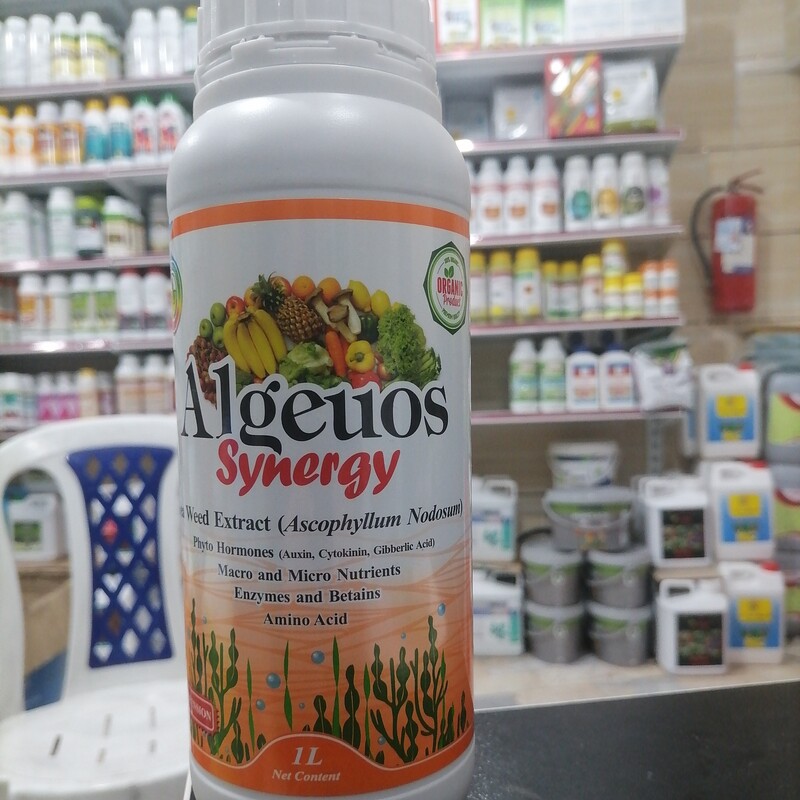 ORGANIC
Product
Algeuos
Synergy
Weed Extract (Ascophyllum Nodosum)
Phyto Hormones (Auxin, Cytokinin, Gibberlic Acid)
Macro and Micro Nutrients
Enzymes and Betains
Amino Acid
1L
Net Content